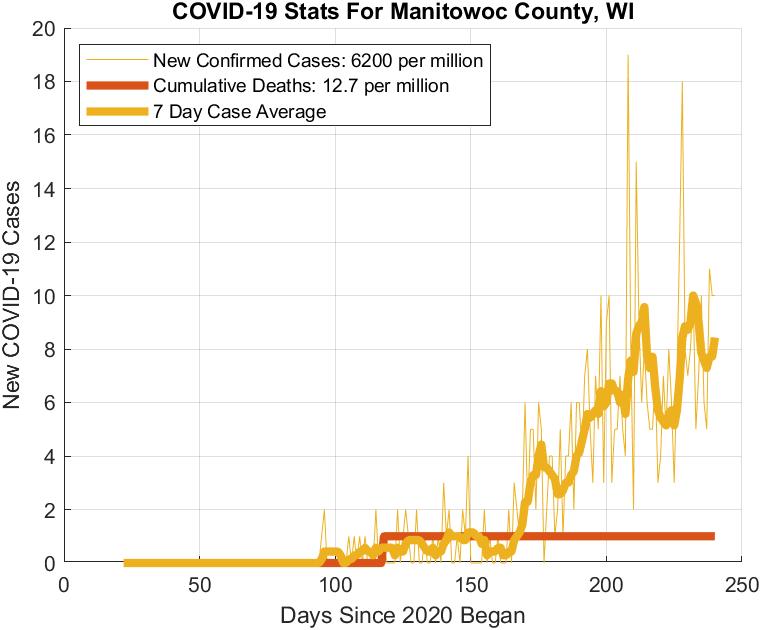 COVID-19 Stats For Manitowoc County, WI
New Confirmed Cases: 6200 per million
Cumulative Deaths: 12.7 per million
7 Day Case Average
New COVID-19 Cases
20
18
16
14
12
10
8
6
4
2
0
0 50 100 150 200 250
Days Since 2020 Began